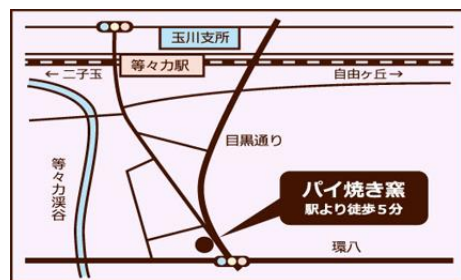 玉川支所
等々力駅
← 二子玉
自由ヶ丘→
目黒通り
等々力渓谷
パイ焼き窯
駅より徒歩5分
環八